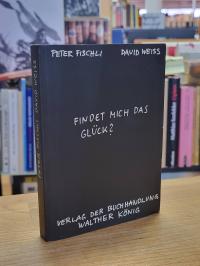 PETER FISCHLI DAVID WEISS
FINDET MICH DAS
GLÜCK?
VERLAG DER BUCHHANDLUNG
WALTHER KÖNIG